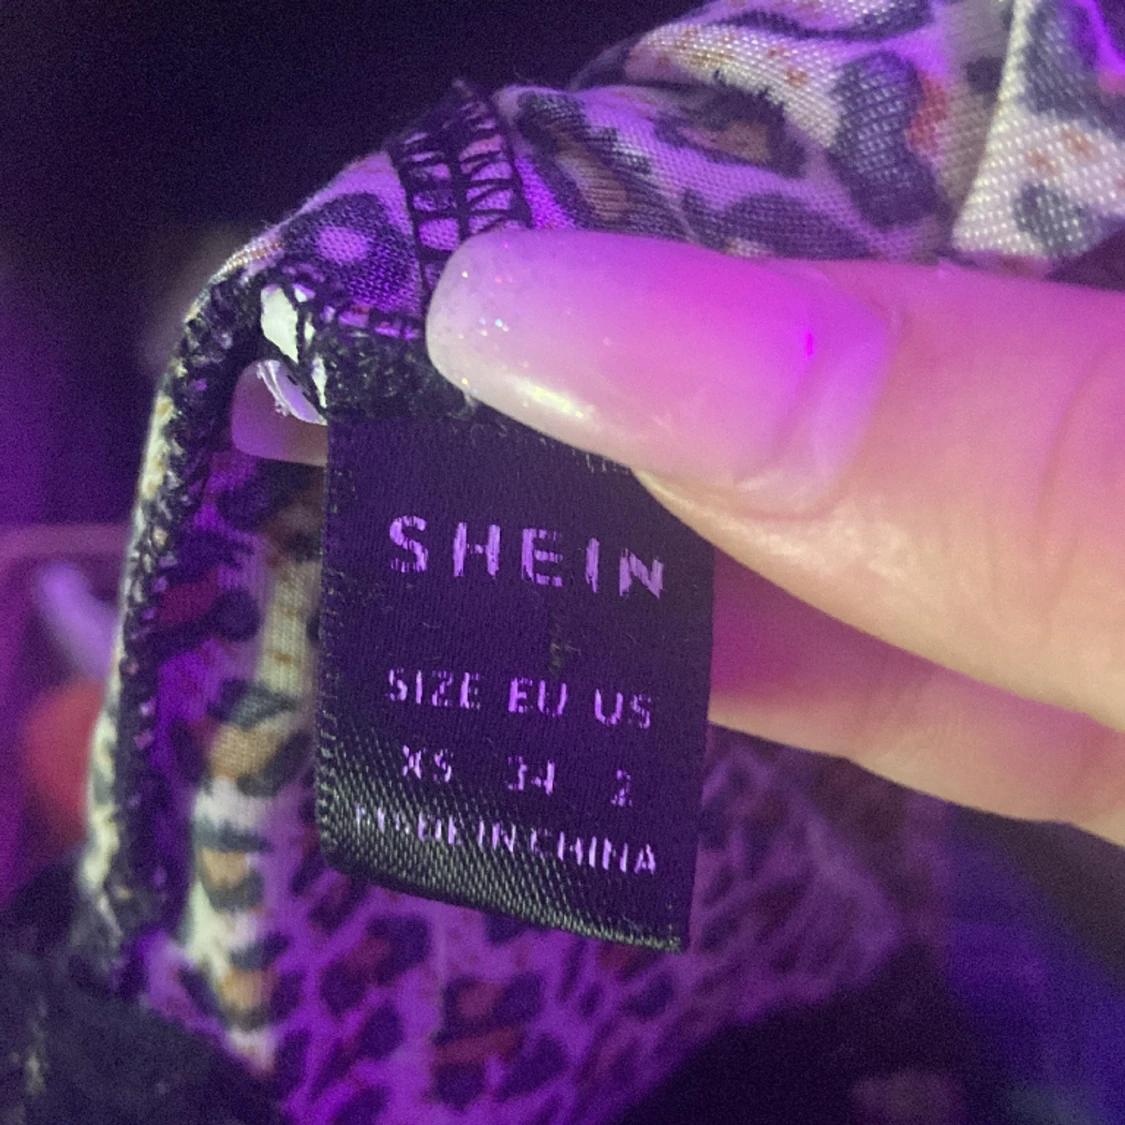 SHEIN
SIZE EU US
XS 34 2
MADE IN CHINA